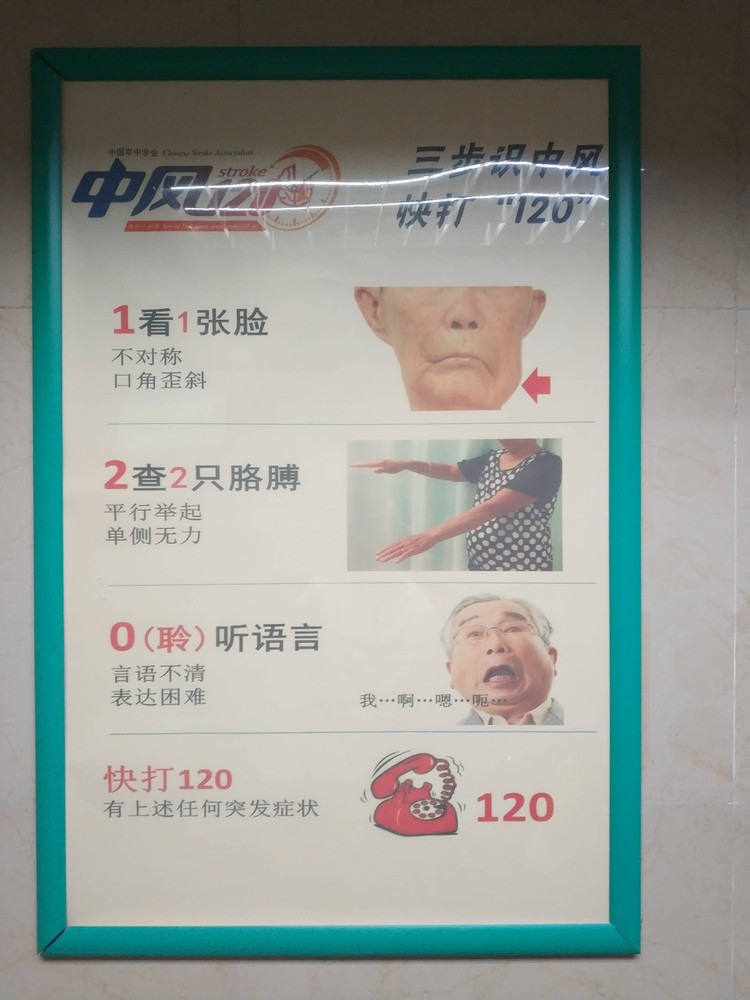 中国卒中学会 Chinese Stroke Association
中风120
stroke
三步识中风
快打“120”
1看1张脸
不对称
口角歪斜
2查2只胳膊
平行举起
单侧无力
0(聆)听语言
言语不清
表达困难
我…啊…嗯…呃…
快打120
有上述任何突发症状
120